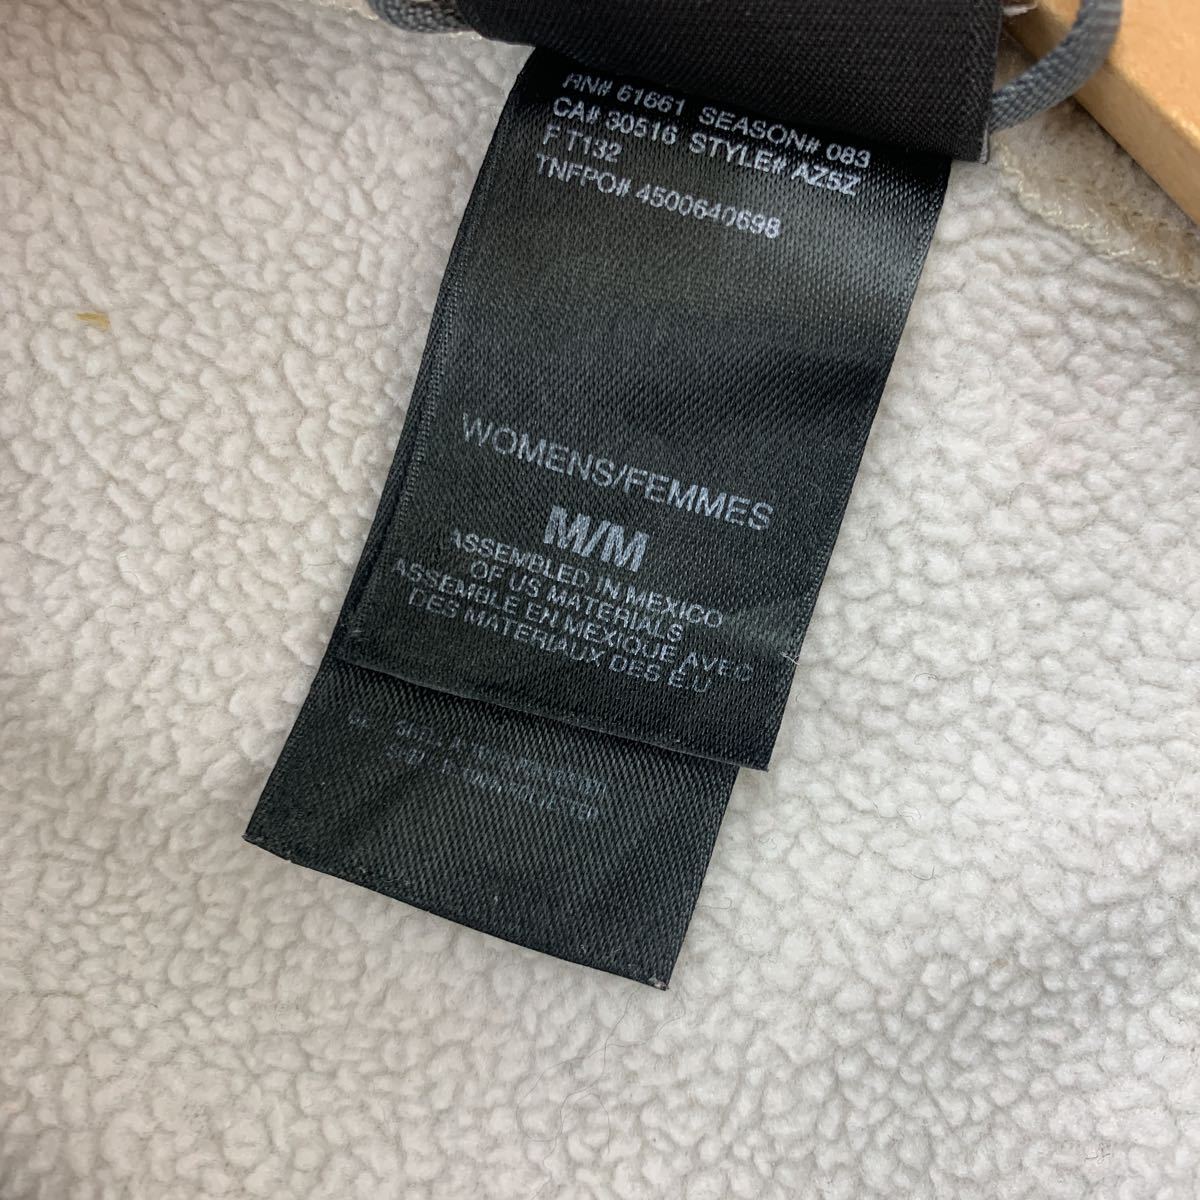 RN# 61661 SEASON# 083
CA# 30516 STYLE# AZ5Z
F T132
TNFPO# 4500640698
WOMENS/FEMMES
M/M
ASSEMBLED IN MEXICO
OF US MATERIALS
ASSEMBLE EN MEXIQUE AVEC
DES MATERIAUX DES E.U